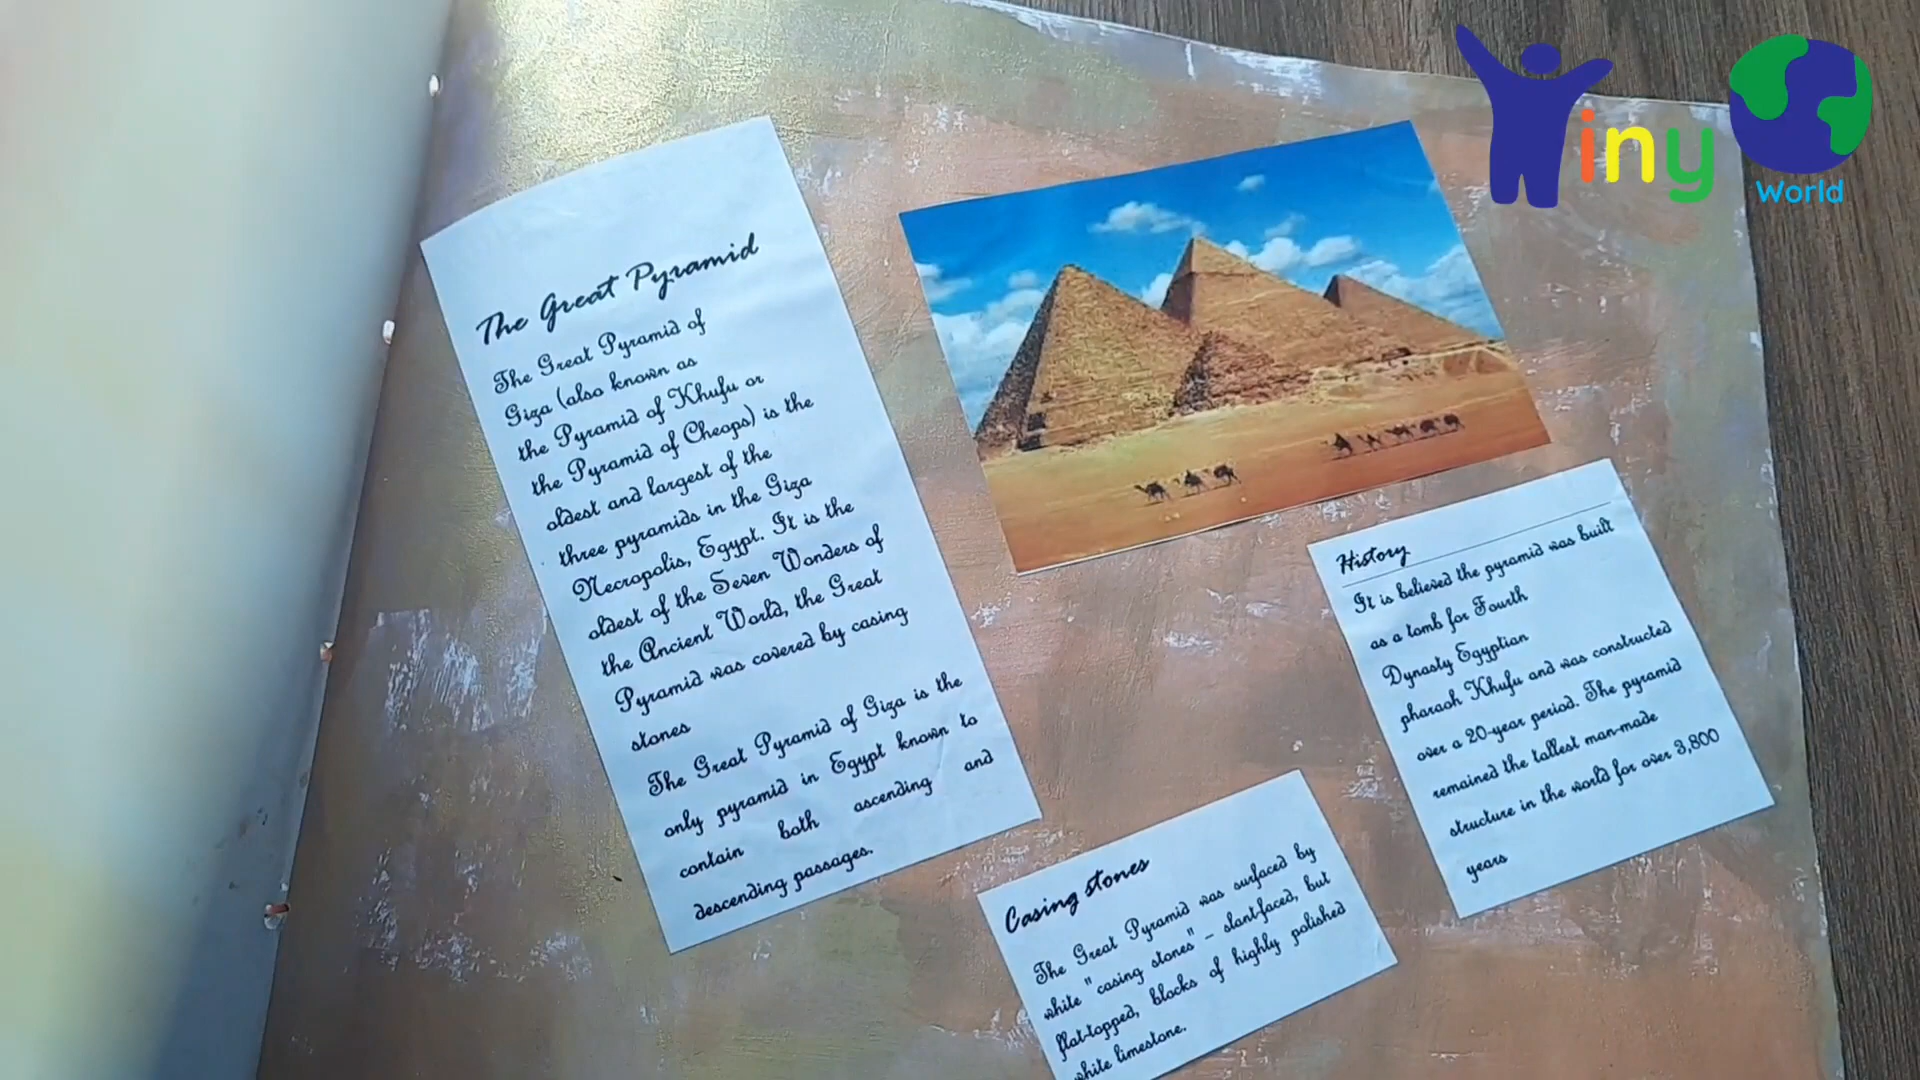 The Great Pyramid
The Great Pyramid of
Giza (also known as
the Pyramid of Khufu or
the Pyramid of Cheops) is the
oldest and largest of the
three pyramids in the Giza
Necropolis, Egypt. It is the
oldest of the Seven Wonders of
the Ancient World, the Great
Pyramid was covered by casing
stones
The Great Pyramid of Giza is the
only pyramid in Egypt known to
contain both ascending and
descending passages.
Tiny
World
History
It is believed the pyramid was built
as a tomb for Fourth
Dynasty Egyptian
pharaoh Khufu and was constructed
over a 20-year period. The pyramid
remained the tallest man-made
structure in the world for over 3,800
years
Casing stones
The Great Pyramid was surfaced by
white "casing stones" – slant-faced, but
flat-topped, blocks of highly polished
white limestone.